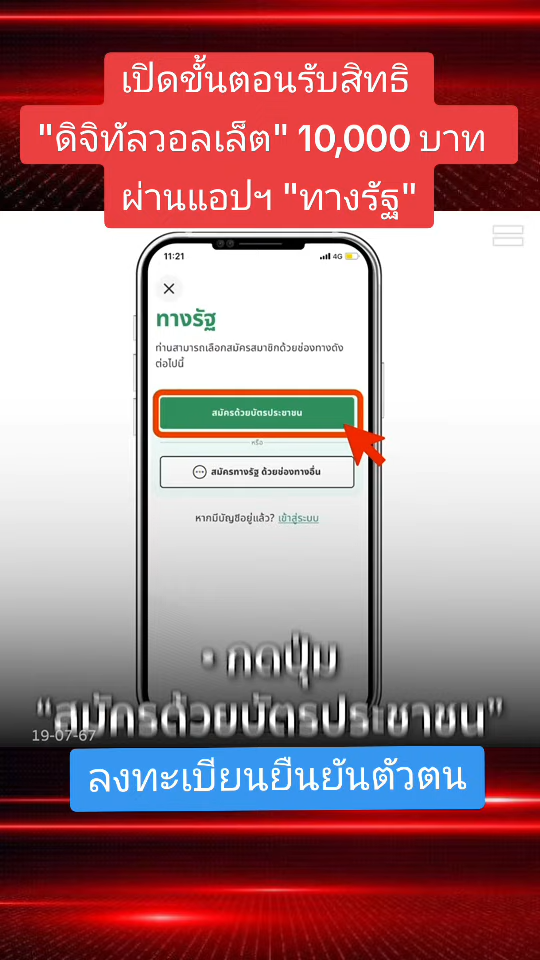 เปิดขั้นตอนรับสิทธิ
"ดิจิทัลวอลเล็ต" 10,000 บาท
ผ่านแอปฯ "ทางรัฐ"
11:21
4G
ทางรัฐ
ท่านสามารถเลือกสมัครสมาชิกด้วยช่องทางดัง
ต่อไปนี้
สมัครด้วยบัตรประชาชน
หรือ
สมัครทางรัฐ ด้วยช่องทางอื่น
หากมีบัญชีอยู่แล้ว? เข้าสู่ระบบ
• กดปุ่ม
“สมัครด้วยบัตรประชาชน”
19-07-67
ลงทะเบียนยืนยันตัวตน